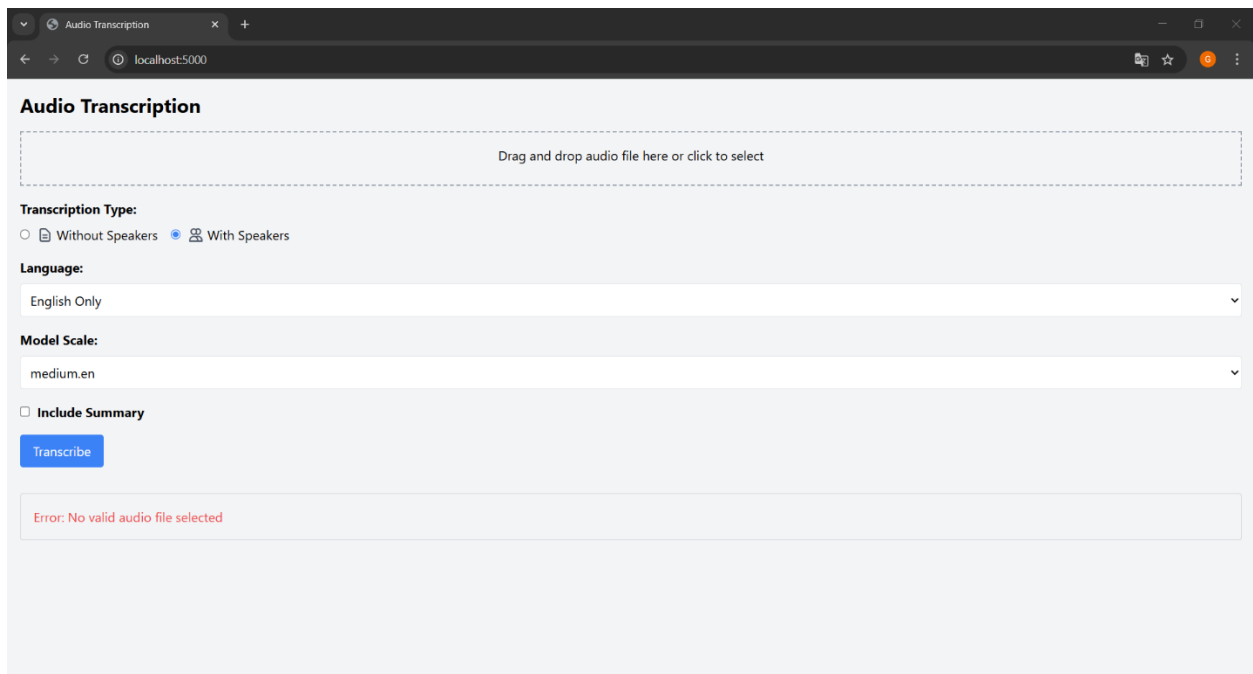 Audio Transcription
localhost:5000
G
Audio Transcription
Drag and drop audio file here or click to select
Transcription Type:
Without Speakers With Speakers
Language:
English Only
Model Scale:
medium.en
Include Summary
Transcribe
Error: No valid audio file selected